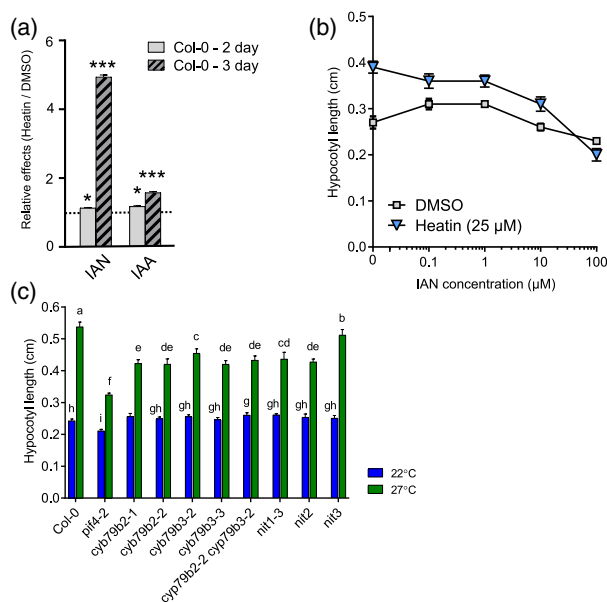 (a)
Col-0 - 2 day
Col-0 - 3 day
Relative effects (Heatin / DMSO)
6
4
2
0
*
***
*
***
IAN
IAA
(b)
Hypocotyl length (cm)
0.5
0.4
0.3
0.2
0.1
0.0
DMSO
Heatin (25 µM)
0
0.1
1
10
100
IAN concentration (µM)
(c)
Hypocotyl length (cm)
0.6
0.5
0.4
0.3
0.2
0.1
0.0
h a
i f
e
gh de
gh c
gh de
g de
gh cd
gh de
gh b
Col-0
pif4-2
cyb79b2-1
cyb79b2-2
cyb79b3-2
cyb79b3-3
cyp79b2-2 cyp79b3-2
nit1-3
nit2
nit3
22°C
27°C